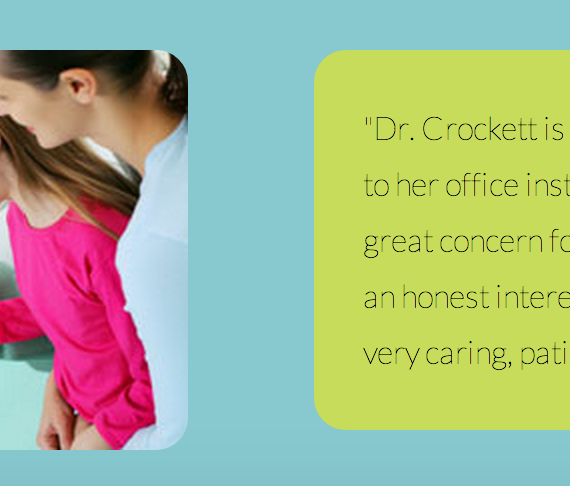 "Dr. Crockett is
to her office inst
great concern fo
an honest intere
very caring, pati